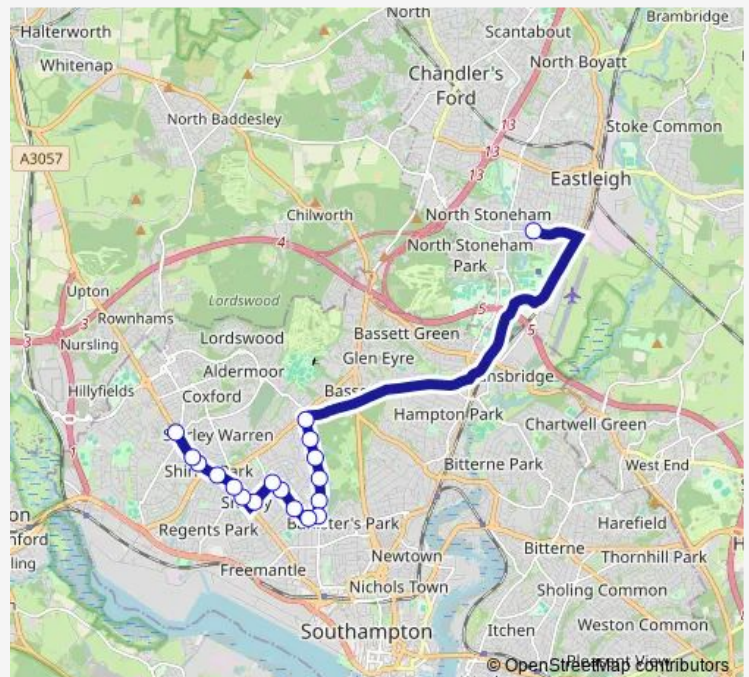 North
Brambridge
Halterworth
Scantabout
Whitenap
North Boyatt
Chandler's
Ford
North Baddesley
13
Stoke Common
13
A3057
13
Eastleigh
Chilworth
North Stoneham
4
North Stoneham
Park
Upton
Lordswood
5
3
3
Rownhams
5
Nursling
Lordswood
Bassett Green
Glen Eyre
Aldermoor
Hillyfields
Coxford
Hampton Park
Chartwell Green
1
Bitterne Park
West End
Regents Park
Harefield
Newtown
Bitterne
Thornhill Park
Freemantle
Nichols Town
Sholing Common
Southampton
Itchen
Weston Common
© OpenStreetMap contributors